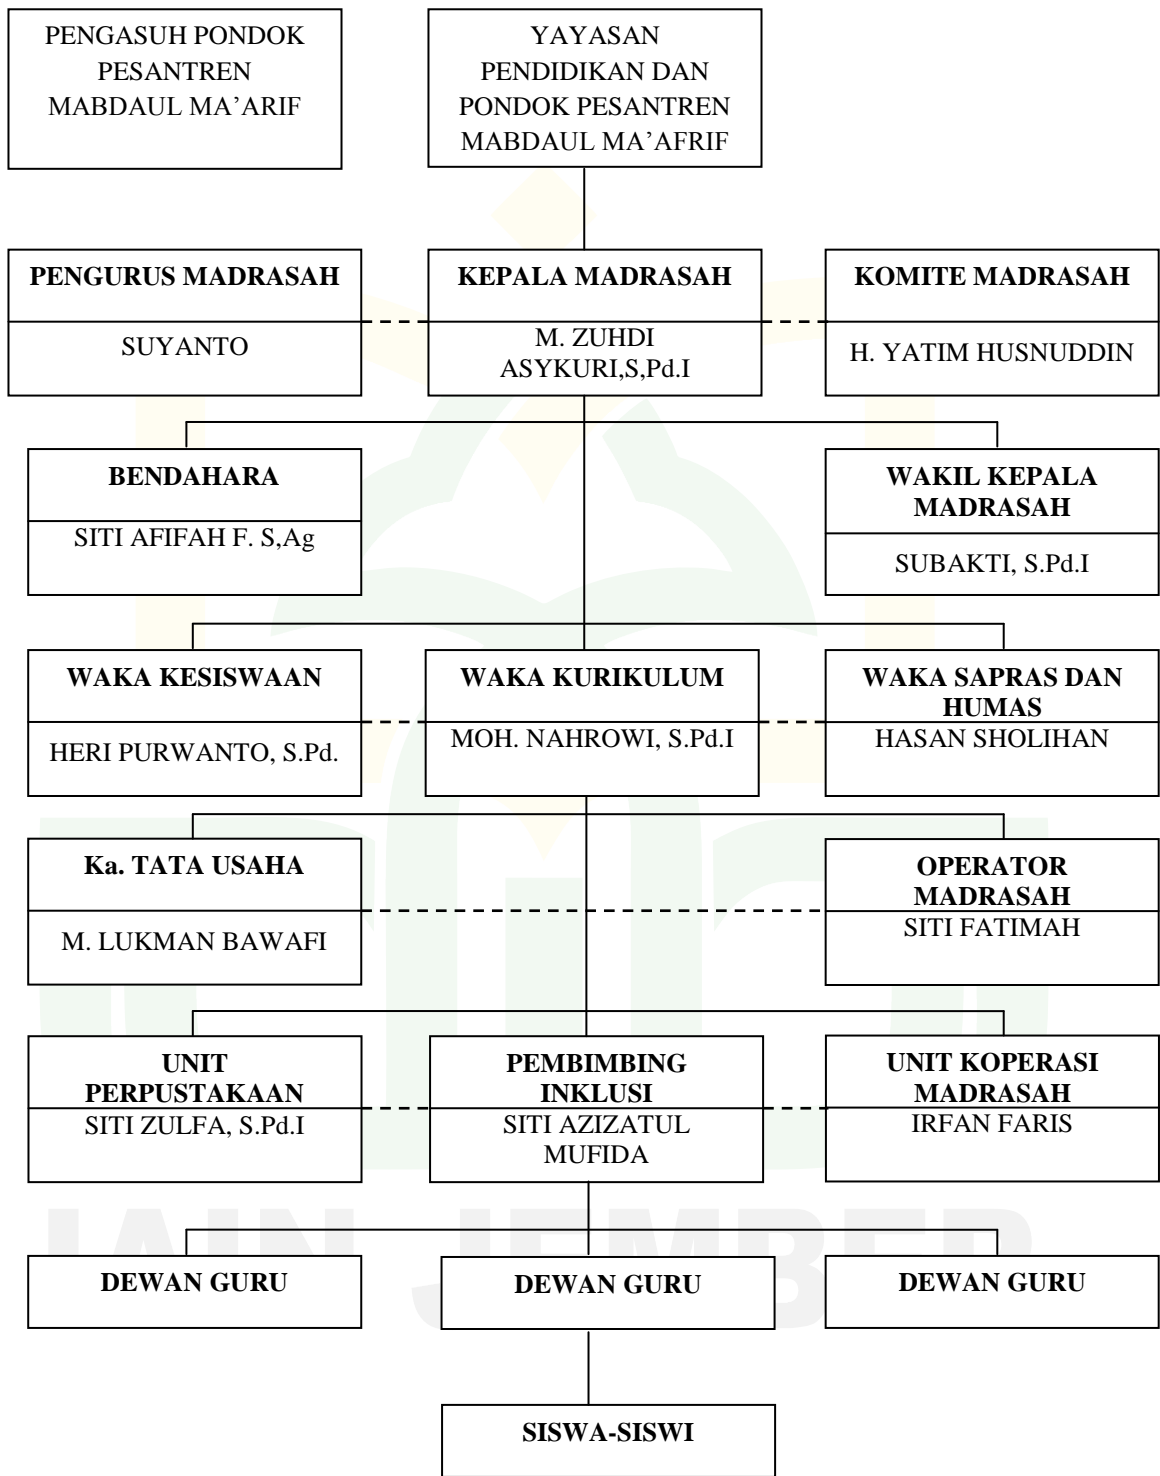 PENGASUH PONDOK
PESANTREN
MABDAUL MA’ARIF
YAYASAN
PENDIDIKAN DAN
PONDOK PESANTREN
MABDAUL MA’AFRIF
PENGURUS MADRASAH
SUYANTO
KEPALA MADRASAH
M. ZUHDI
ASYKURI,S,Pd.I
KOMITE MADRASAH
H. YATIM HUSNUDDIN
BENDAHARA
SITI AFIFAH F. S,Ag
WAKIL KEPALA
MADRASAH
SUBAKTI, S.Pd.I
WAKA KESISWAAN
HERI PURWANTO, S.Pd.
WAKA KURIKULUM
MOH. NAHROWI, S.Pd.I
WAKA SAPRAS DAN
HUMAS
HASAN SHOLIHAN
Ka. TATA USAHA
M. LUKMAN BAWAFI
OPERATOR
MADRASAH
SITI FATIMAH
UNIT
PERPUSTAKAAN
SITI ZULFA, S.Pd.I
PEMBIMBING
INKLUSI
SITI AZIZATUL
MUFIDA
UNIT KOPERASI
MADRASAH
IRFAN FARIS
IAIN JEMBER
DEWAN GURU
DEWAN GURU
DEWAN GURU
SISWA-SISWI